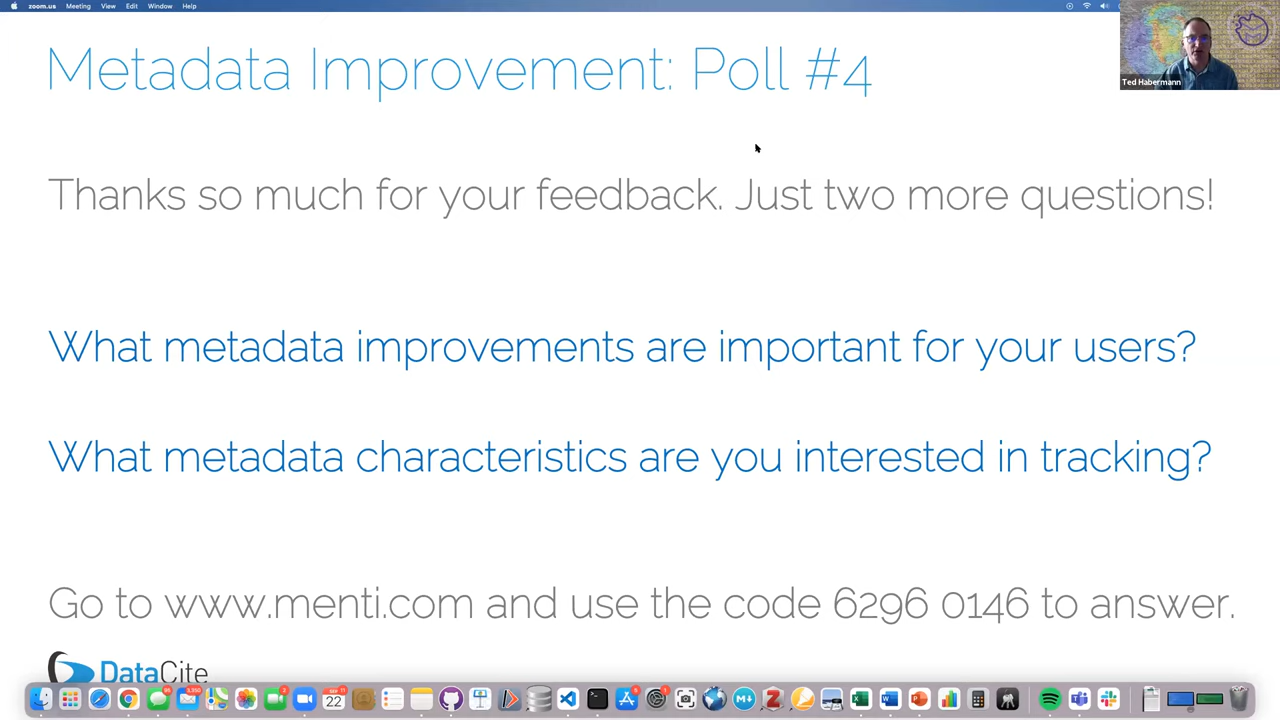 zoom.us Meeting View Edit Window Help
Metadata Improvement: Poll #4
Ted Habermann
Thanks so much for your feedback. Just two more questions!
What metadata improvements are important for your users?
What metadata characteristics are you interested in tracking?
Go to www.menti.com and use the code 6296 0146 to answer.
DataCite
SEP
22